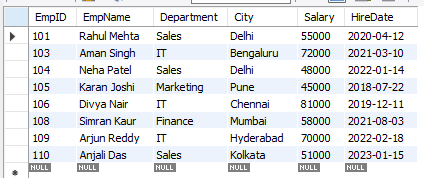 EmpID EmpName Department City Salary HireDate
101 Rahul Mehta Sales Delhi 55000 2020-04-12
103 Aman Singh IT Bengaluru 72000 2021-03-10
104 Neha Patel Sales Delhi 48000 2022-01-14
105 Karan Joshi Marketing Pune 45000 2018-07-22
106 Divya Nair IT Chennai 81000 2019-12-11
108 Simran Kaur Finance Mumbai 58000 2021-08-03
109 Arjun Reddy IT Hyderabad 70000 2022-02-18
110 Anjali Das Sales Kolkata 51000 2023-01-15
NULL NULL NULL NULL NULL NULL